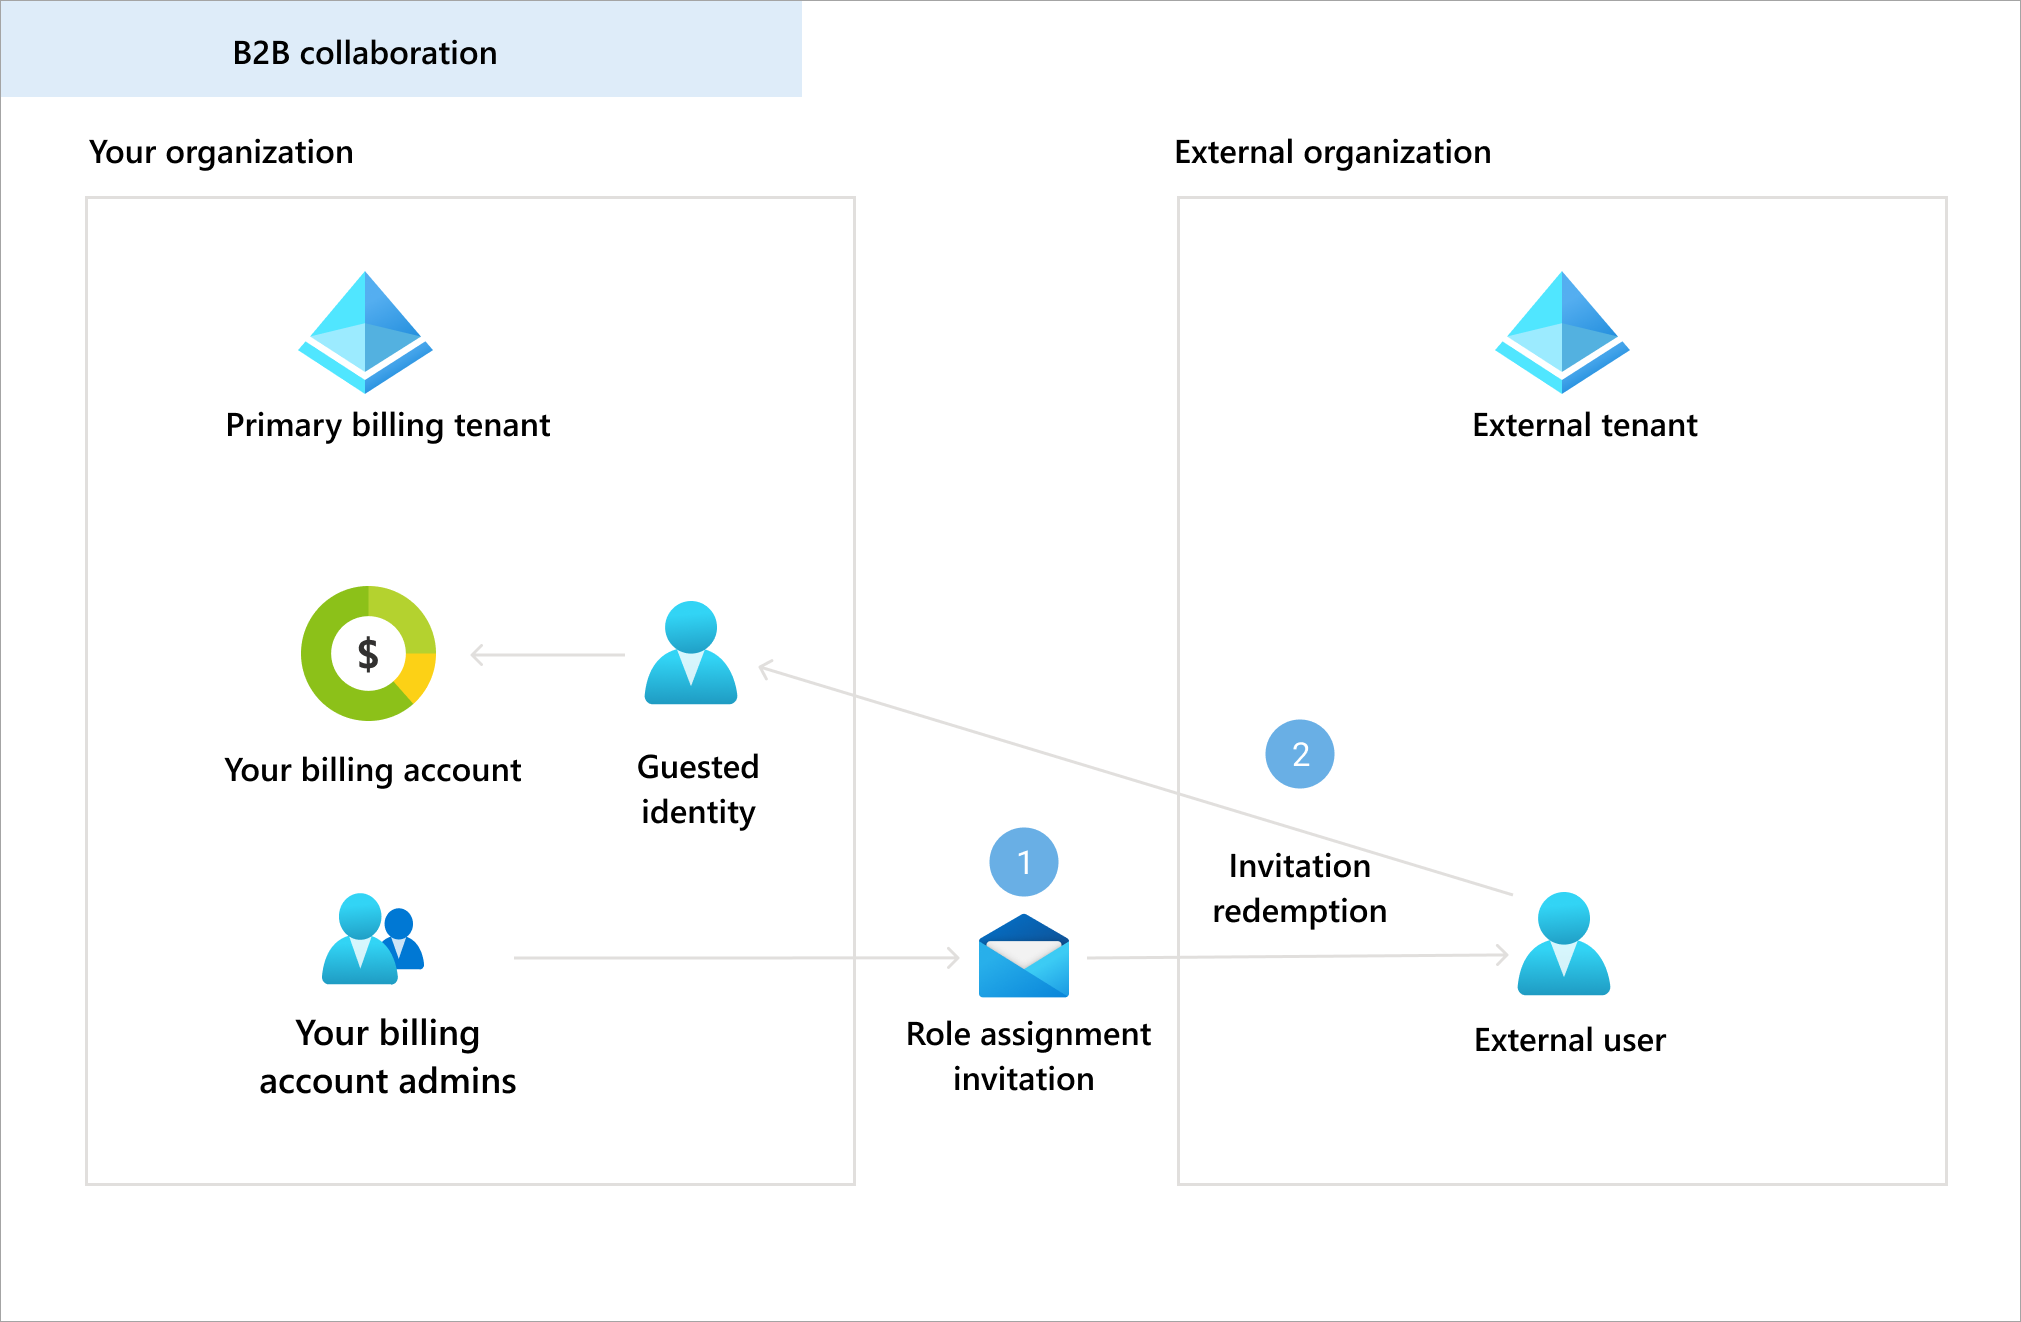 B2B collaboration
Your organization
External organization
Primary billing tenant
External tenant
$
Your billing account
Guested
identity
2
1
Invitation
redemption
Your billing
account admins
Role assignment
invitation
External user